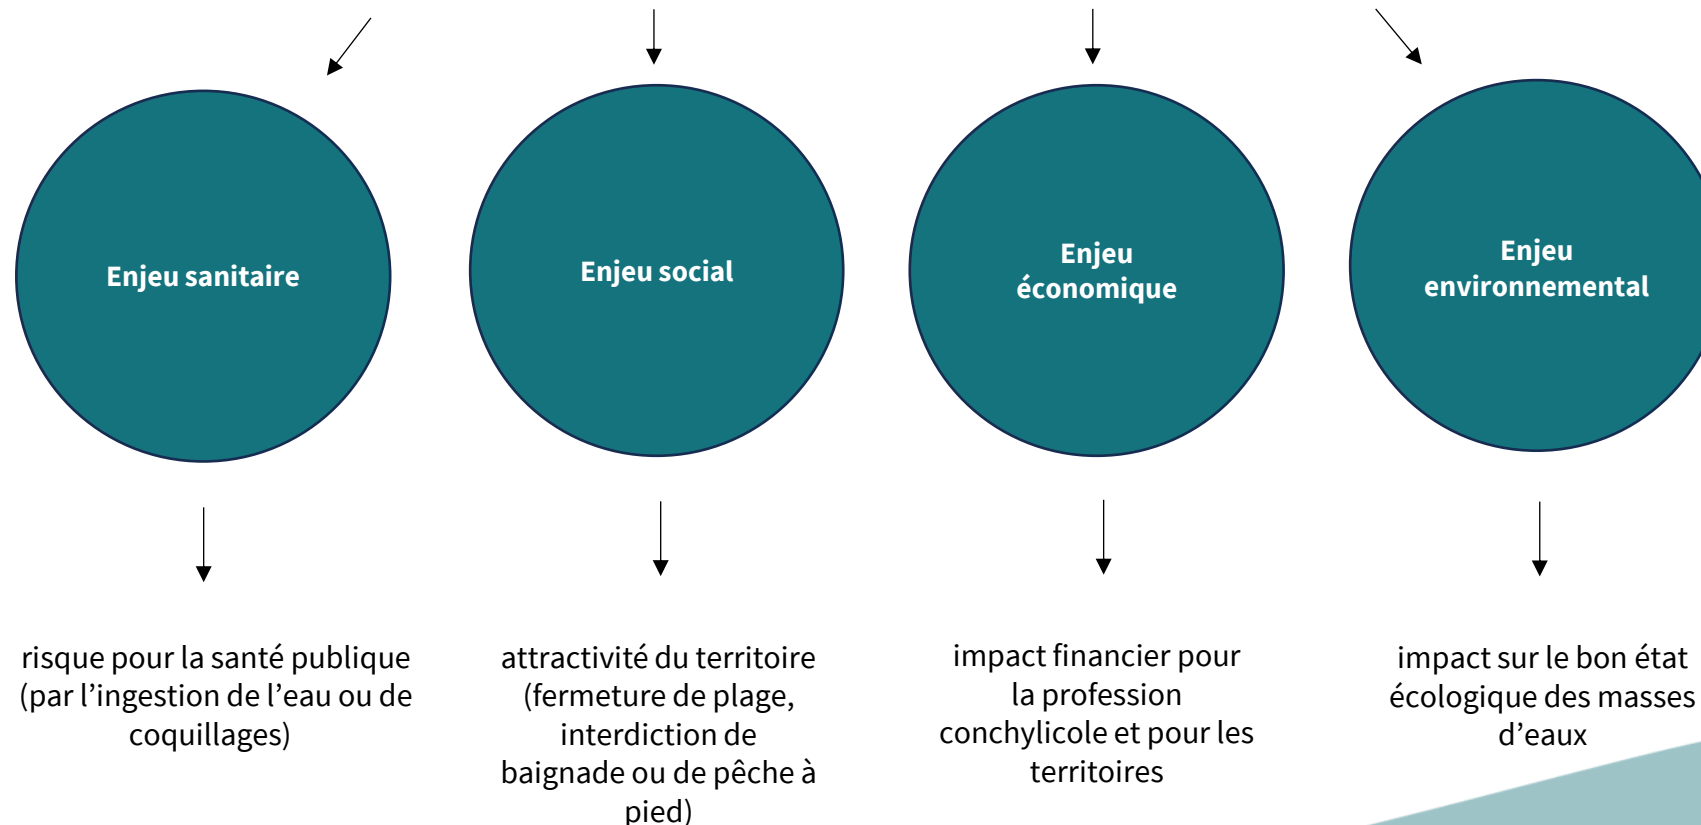 Enjeu sanitaire
Enjeu social
Enjeu
économique
Enjeu
environnemental
risque pour la santé publique
(par l’ingestion de l’eau ou de
coquillages)
attractivité du territoire
(fermeture de plage,
interdiction de
baignade ou de pêche à
pied)
impact financier pour
la profession
conchylicole et pour les
territoires
impact sur le bon état
écologique des masses
d’eaux